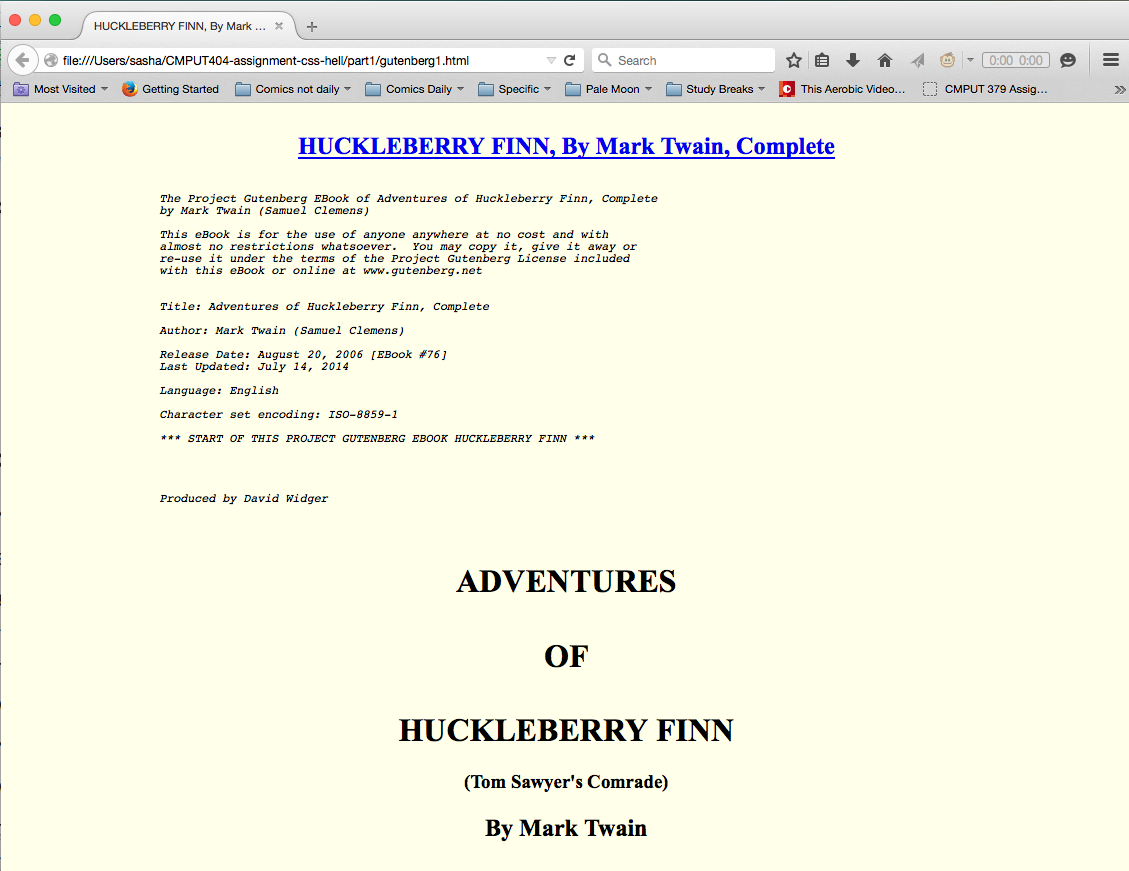 HUCKLEBERRY FINN, By Mark ...
file:///Users/sasha/CMPUT404-assignment-css-hell/part1/gutenberg1.html
Search
0:00 0:00
Most Visited
Getting Started
Comics not daily
Comics Daily
Specific
Pale Moon
Study Breaks
This Aerobic Video...
CMPUT 379 Assig...
HUCKLEBERRY FINN, By Mark Twain, Complete
The Project Gutenberg EBook of Adventures of Huckleberry Finn, Complete
by Mark Twain (Samuel Clemens)
This eBook is for the use of anyone anywhere at no cost and with
almost no restrictions whatsoever.  You may copy it, give it away or
re-use it under the terms of the Project Gutenberg License included
with this eBook or online at www.gutenberg.net
Title: Adventures of Huckleberry Finn, Complete
Author: Mark Twain (Samuel Clemens)
Release Date: August 20, 2006 [EBook #76]
Last Updated: July 14, 2014
Language: English
Character set encoding: ISO-8859-1
*** START OF THIS PROJECT GUTENBERG EBOOK HUCKLEBERRY FINN ***
Produced by David Widger
ADVENTURES
OF
HUCKLEBERRY FINN
(Tom Sawyer's Comrade)
By Mark Twain